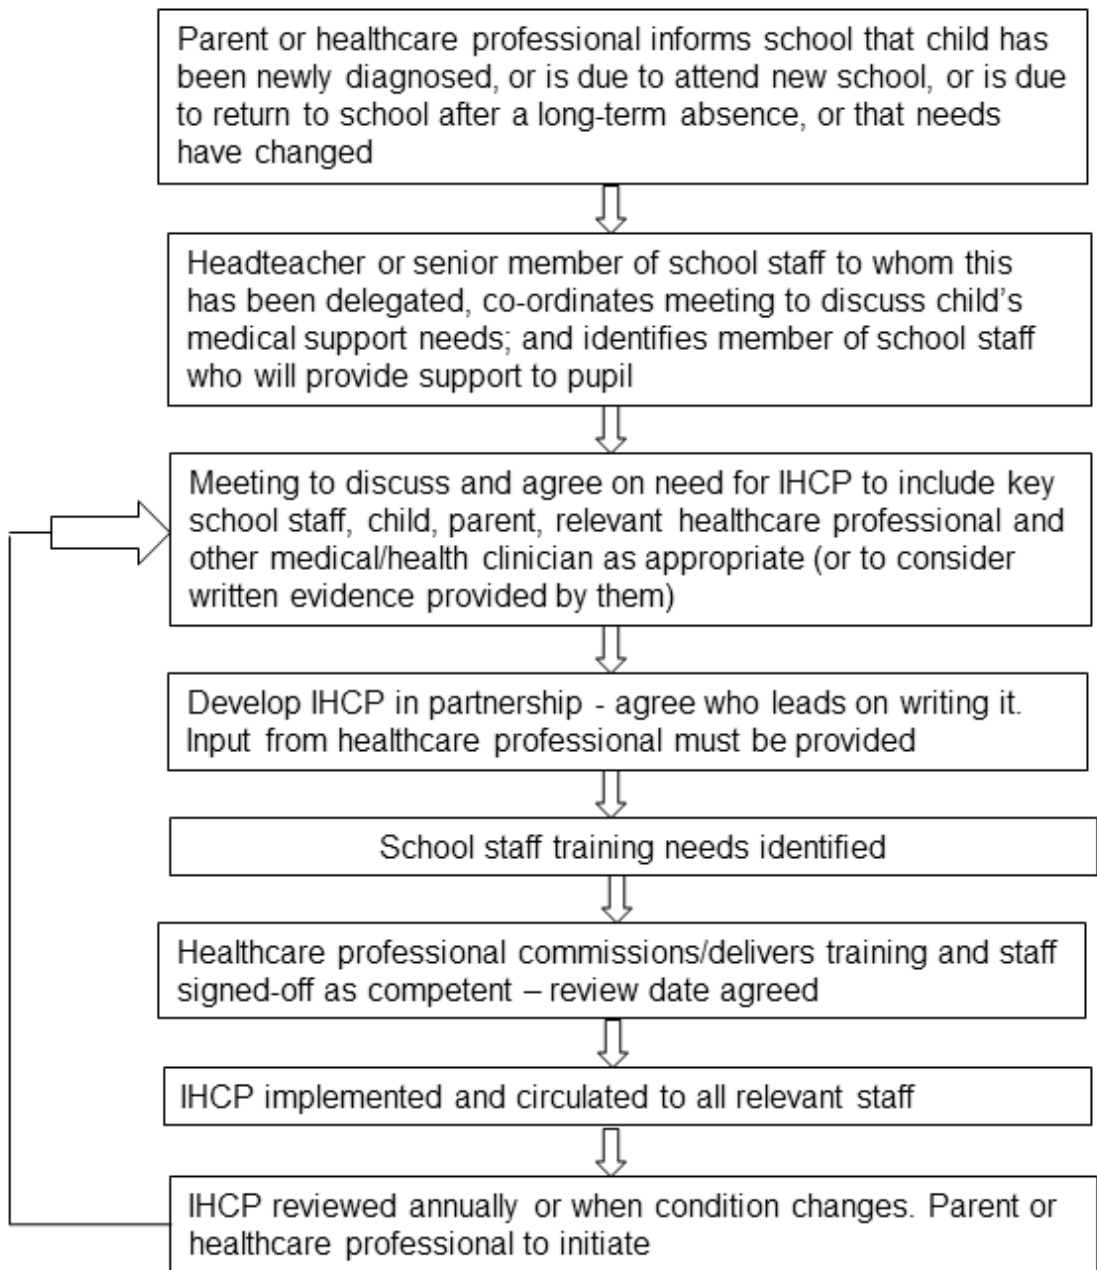 Parent or healthcare professional informs school that child has
been newly diagnosed, or is due to attend new school, or is due
to return to school after a long-term absence, or that needs
have changed
Headteacher or senior member of school staff to whom this
has been delegated, co-ordinates meeting to discuss child’s
medical support needs; and identifies member of school staff
who will provide support to pupil
Meeting to discuss and agree on need for IHCP to include key
school staff, child, parent, relevant healthcare professional and
other medical/health clinician as appropriate (or to consider
written evidence provided by them)
Develop IHCP in partnership - agree who leads on writing it.
Input from healthcare professional must be provided
School staff training needs identified
Healthcare professional commissions/delivers training and staff
signed-off as competent – review date agreed
IHCP implemented and circulated to all relevant staff
IHCP reviewed annually or when condition changes. Parent or
healthcare professional to initiate